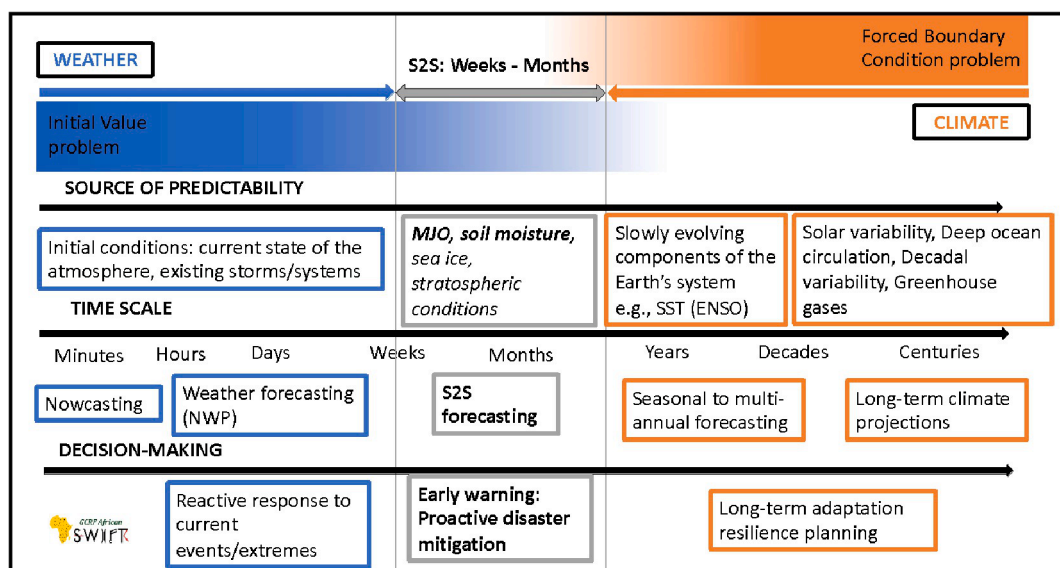 WEATHER
S2S: Weeks - Months
Forced Boundary
Condition problem
Initial Value
problem
CLIMATE
SOURCE OF PREDICTABILITY
Initial conditions: current state of the
atmosphere, existing storms/systems
MJO, soil moisture,
sea ice,
stratospheric
conditions
Slowly evolving
components of the
Earth's system
e.g., SST (ENSO)
Solar variability, Deep ocean
circulation, Decadal
variability, Greenhouse
gases
TIME SCALE
Minutes
Hours
Days
Weeks
Months
Years
Decades
Centuries
Nowcasting
Weather forecasting
(NWP)
S2S
forecasting
Seasonal to multi-
annual forecasting
Long-term climate
projections
DECISION-MAKING
GCRF African
SWIFT
Reactive response to
current
events/extremes
Early warning:
Proactive disaster
mitigation
Long-term adaptation
resilience planning